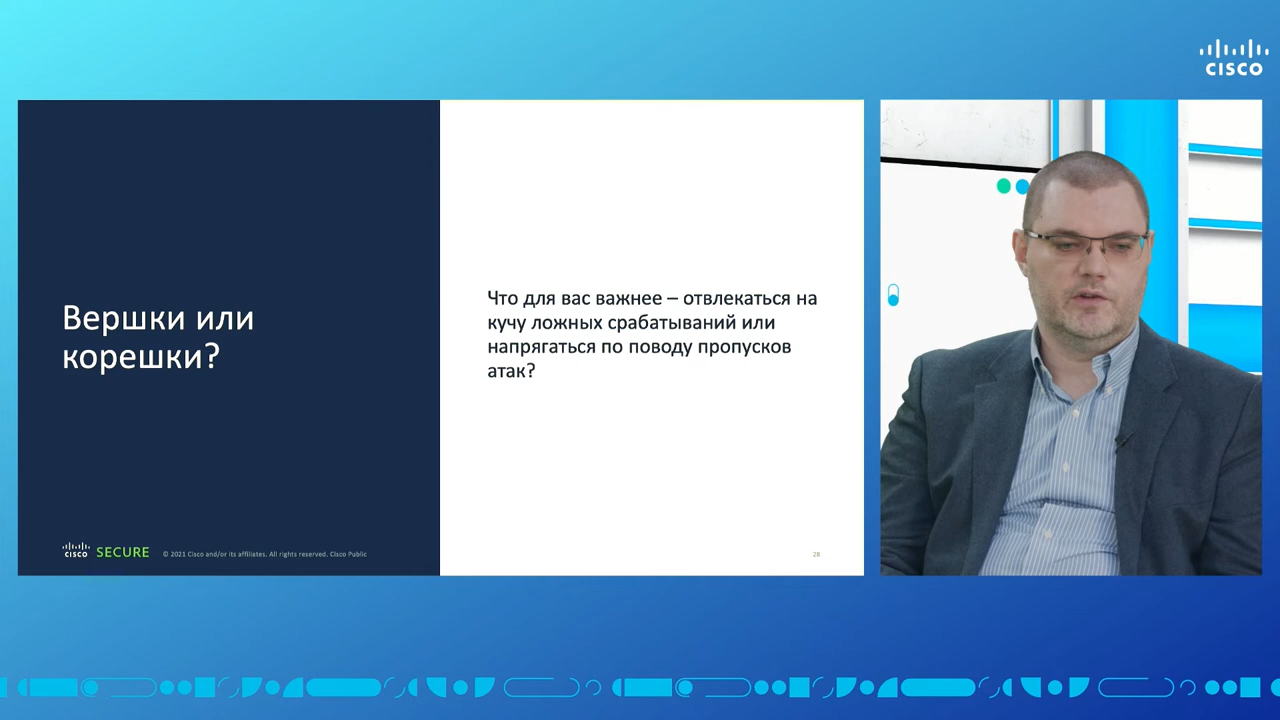 CISCO
Вершки или
корешки?
Что для вас важнее – отвлекаться на
кучу ложных срабатываний или
напрягаться по поводу пропусков
атак?
CISCO SECURE © 2021 Cisco and/or its affiliates. All rights reserved. Cisco Public
28